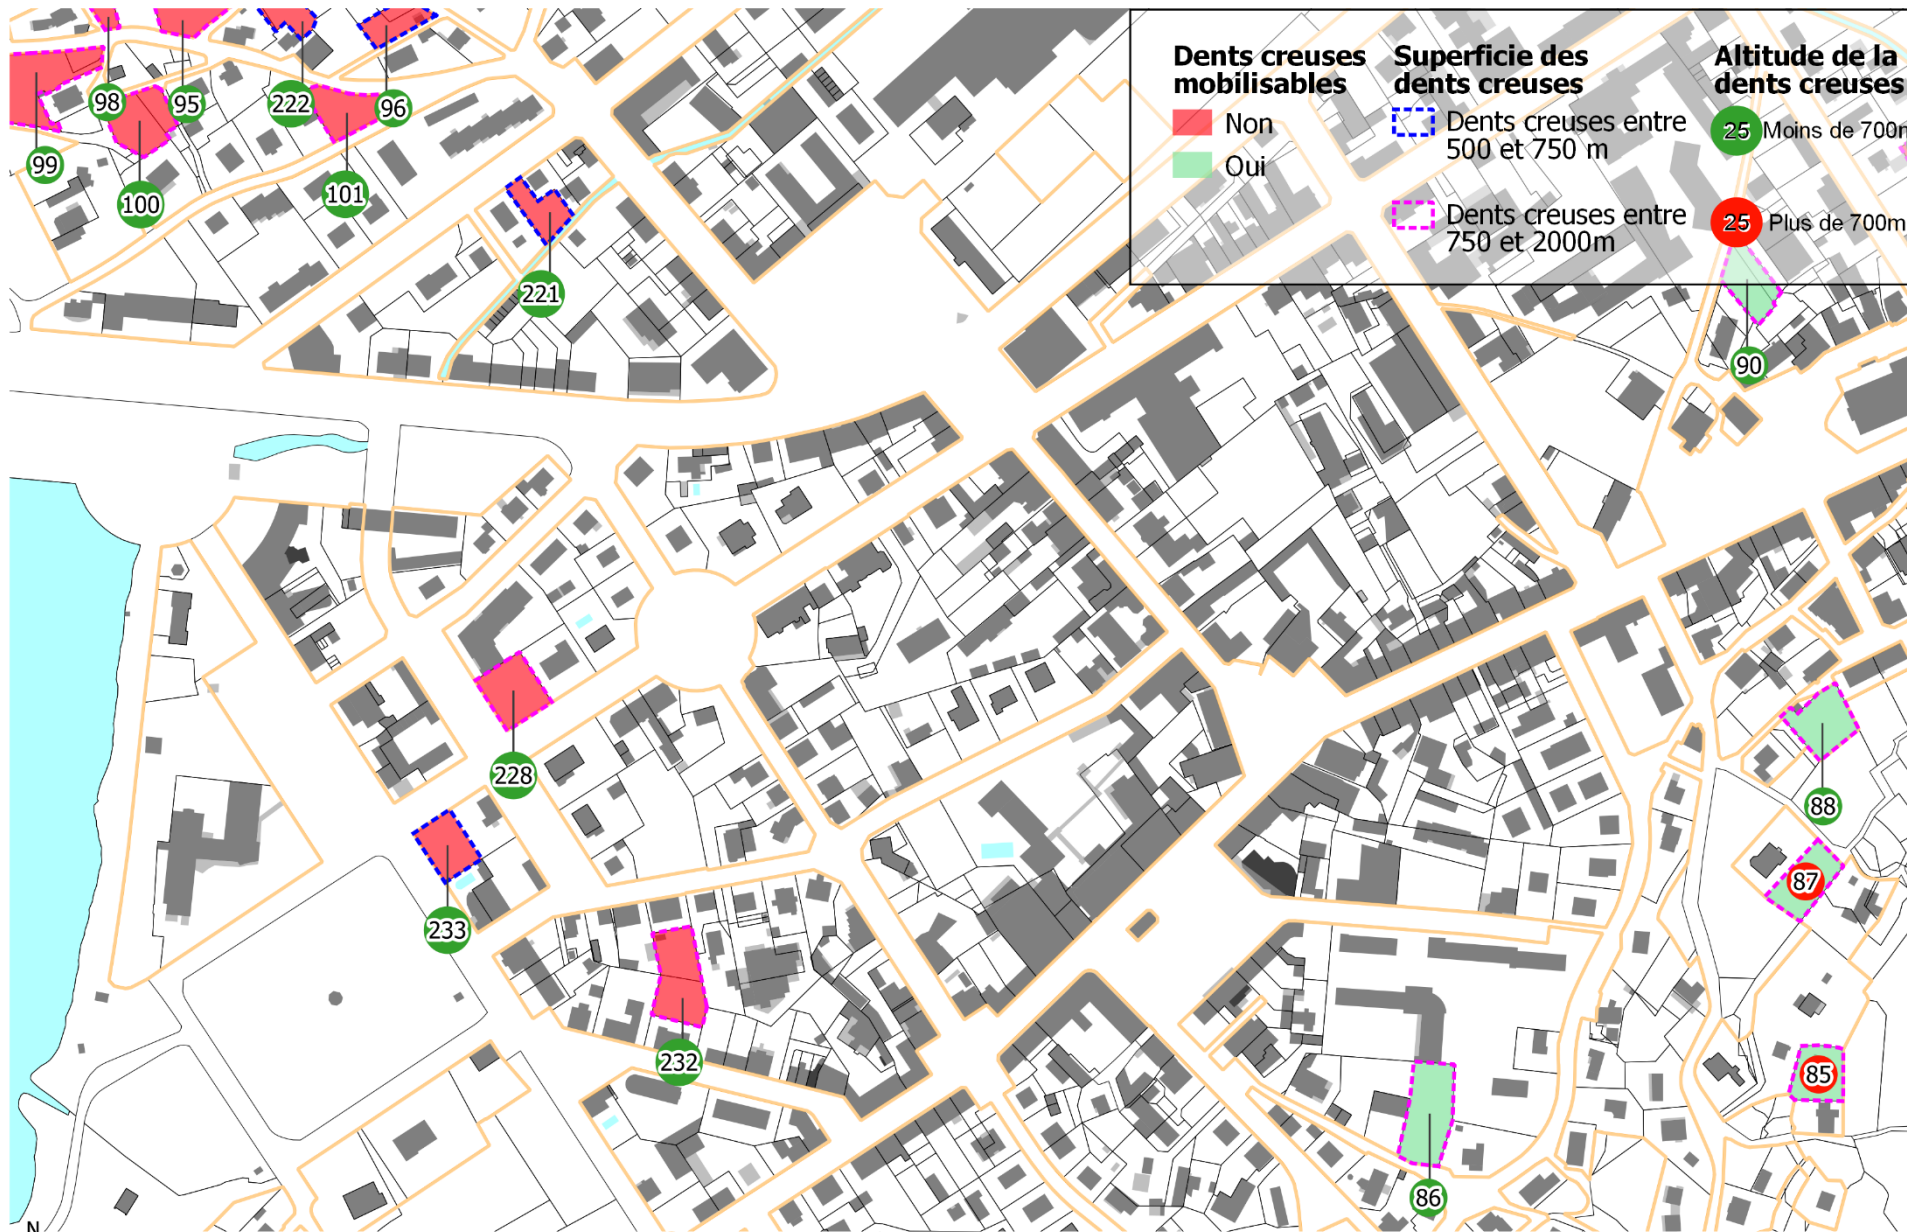 Dents creuses
mobilisables
Non
Oui
Superficie des
dents creuses
Dents creuses entre
500 et 750 m
Dents creuses entre
750 et 2000m
Altitude de la
dents creuses
25 Moins de 700m
25 Plus de 700m
98
95
222
96
99
100
101
221
90
228
88
87
233
232
85
86
N